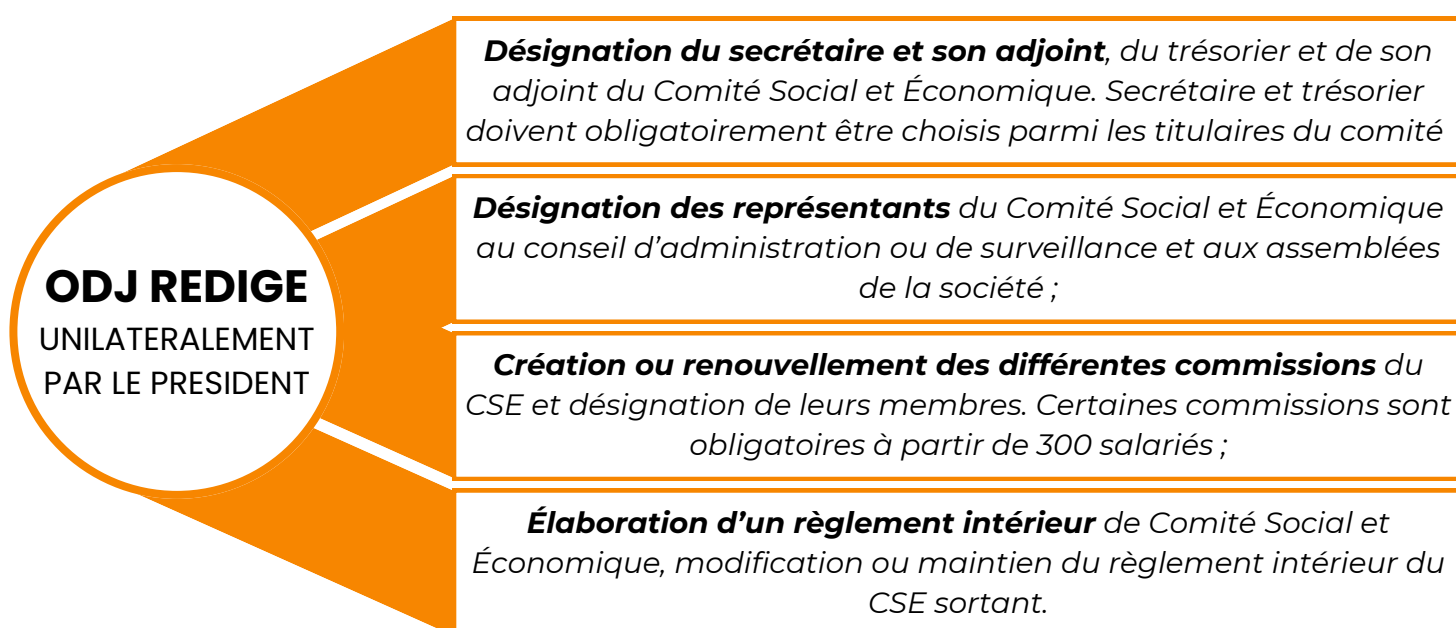 ODJ REDIGE
UNILATERALEMENT
PAR LE PRESIDENT
Désignation du secrétaire et son adjoint, du trésorier et de son
adjoint du Comité Social et Économique. Secrétaire et trésorier
doivent obligatoirement être choisis parmi les titulaires du comité
Désignation des représentants du Comité Social et Économique
au conseil d’administration ou de surveillance et aux assemblées
de la société ;
Création ou renouvellement des différentes commissions du
CSE et désignation de leurs membres. Certaines commissions sont
obligatoires à partir de 300 salariés ;
Élaboration d’un règlement intérieur de Comité Social et
Économique, modification ou maintien du règlement intérieur du
CSE sortant.